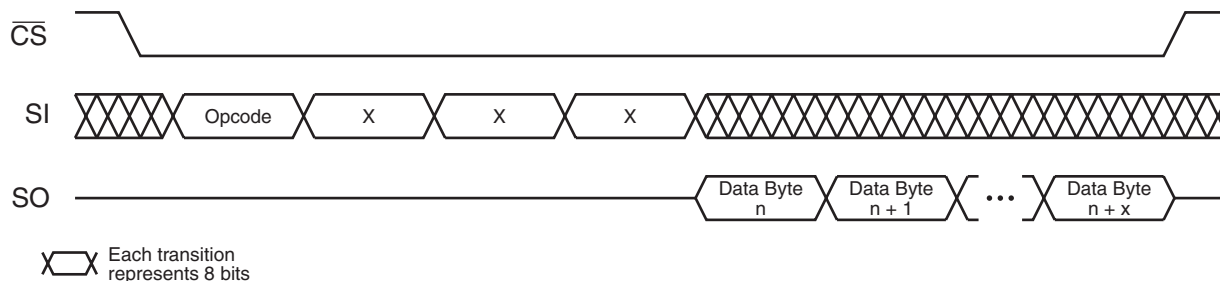 CS
SI
Opcode X X X
SO
Data Byte n
Data Byte n + 1
•••
Data Byte n + x
Each transition
represents 8 bits